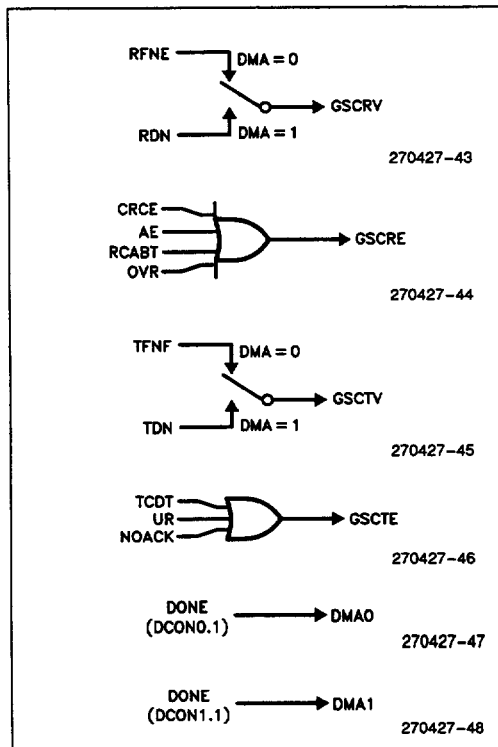 RFNE
DMA = 0
GSCRV
RDN
DMA = 1
270427-43
CRCE
AE
RCABT
OVR
GSCRE
270427-44
TFNF
DMA = 0
GSCTV
TDN
DMA = 1
270427-45
TCDT
UR
NOACK
GSCTE
270427-46
DONE
(DCON0.1)
DMA0
270427-47
DONE
(DCON1.1)
DMA1
270427-48